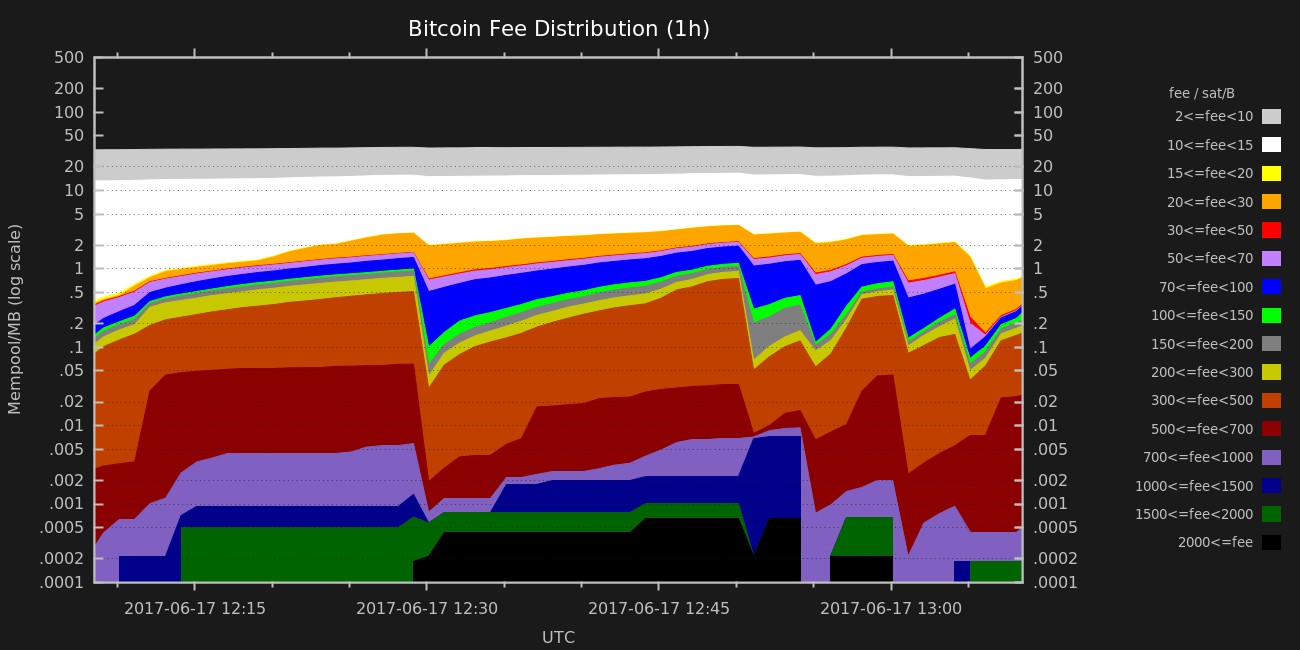 Bitcoin Fee Distribution (1h)
Mempool/MB (log scale)
500
200
100
50
20
10
5
2
1
.5
.2
.1
.05
.02
.01
.005
.002
.001
.0005
.0002
.0001
500
200
100
50
20
10
5
2
1
.5
.2
.1
.05
.02
.01
.005
.002
.001
.0005
.0002
.0001
2017-06-17 12:15
2017-06-17 12:30
2017-06-17 12:45
2017-06-17 13:00
UTC
fee / sat/B
2<=fee<10
10<=fee<15
15<=fee<20
20<=fee<30
30<=fee<50
50<=fee<70
70<=fee<100
100<=fee<150
150<=fee<200
200<=fee<300
300<=fee<500
500<=fee<700
700<=fee<1000
1000<=fee<1500
1500<=fee<2000
2000<=fee